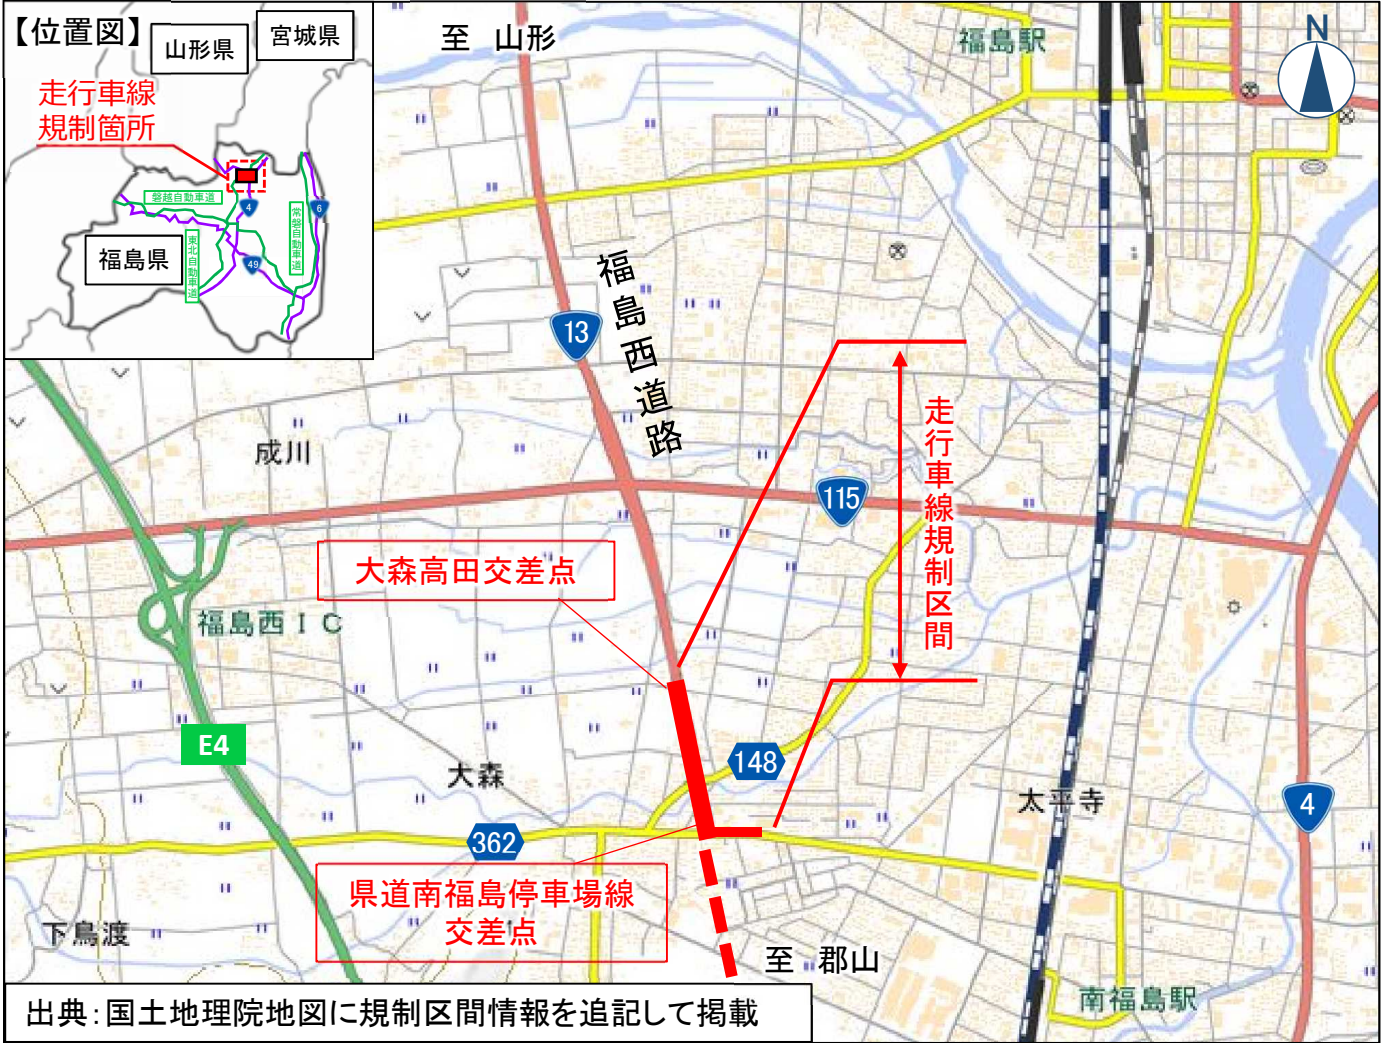 【位置図】
山形県
宮城県
走行車線
規制箇所
磐越自動車道
4
6
常磐自動車道
東北自動車道
福島県
49
至 山形
福島駅
N
13
福島西道路
成川
115
走行車線規制区間
大森高田交差点
福島西IC
E4
大森
148
太平寺
4
362
県道南福島停車場線
交差点
下鳥渡
至 郡山
南福島駅
出典:国土地理院地図に規制区間情報を追記して掲載